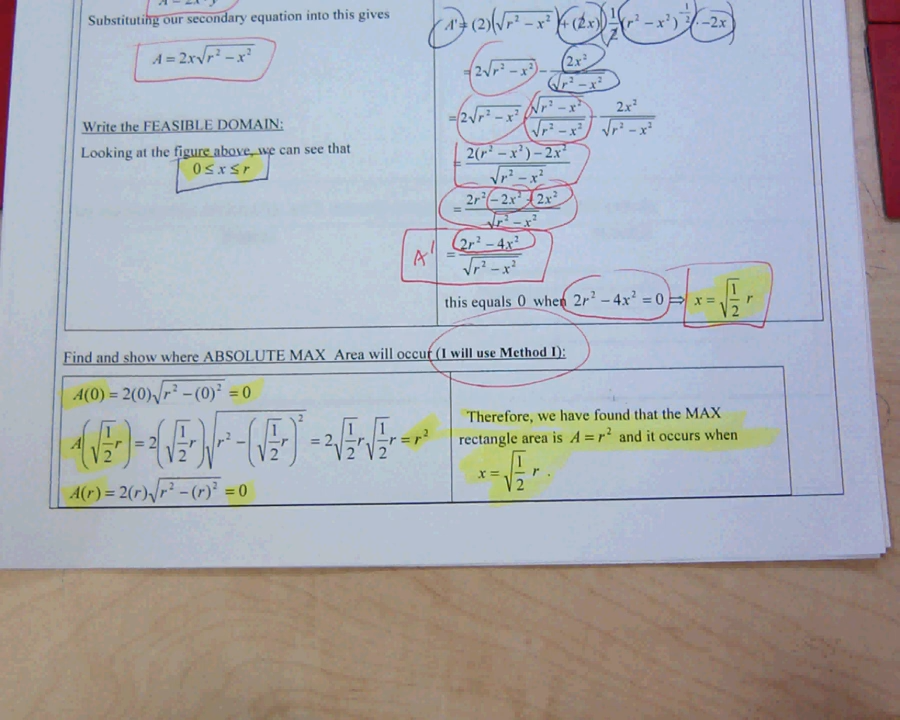 A = 2x · y
Substituting our secondary equation into this gives
A = 2x√(r² − x²)
Write the FEASIBLE DOMAIN:
Looking at the figure above, we can see that
0 ≤ x ≤ r
A' = (2)(√(r² − x²)) + (2x)(1/2 (r² − x²)^(-1/2) · −2x)
= 2√(r² − x²) − 2x²/√(r² − x²)
= 2√(r² − x²) · √(r² − x²)/√(r² − x²) − 2x²/√(r² − x²)
= (2(r² − x²) − 2x²)/√(r² − x²)
= (2r² − 2x² − 2x²)/√(r² − x²)
A' = (2r² − 4x²)/√(r² − x²)
this equals 0 when 2r² − 4x² = 0 ⇒ x = √(1/2) r
Find and show where ABSOLUTE MAX Area will occur (I will use Method I):
A(0) = 2(0)√(r² − (0)²) = 0
A(√(1/2) r) = 2(√(1/2) r)√(r² − (√(1/2) r)²) = 2√(1/2) r√(1/2) r = r²
A(r) = 2(r)√(r² − (r)²) = 0
Therefore, we have found that the MAX
rectangle area is A = r² and it occurs when
x = √(1/2) r .